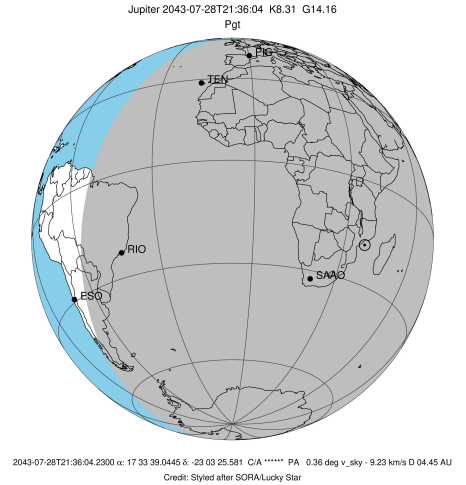 Jupiter 2043-07-28T21:36:04 K8.31 G14.16
Pgt
PIC
TEN
RIO
SAAO
ESO
2043-07-28T21:36:04.2300 α: 17 33 39.0445 δ: -23 03 25.581 C/A ****** PA 0.36 deg v_sky - 9.23 km/s D 04.45 AU
Credit: Styled after SORA/Lucky Star